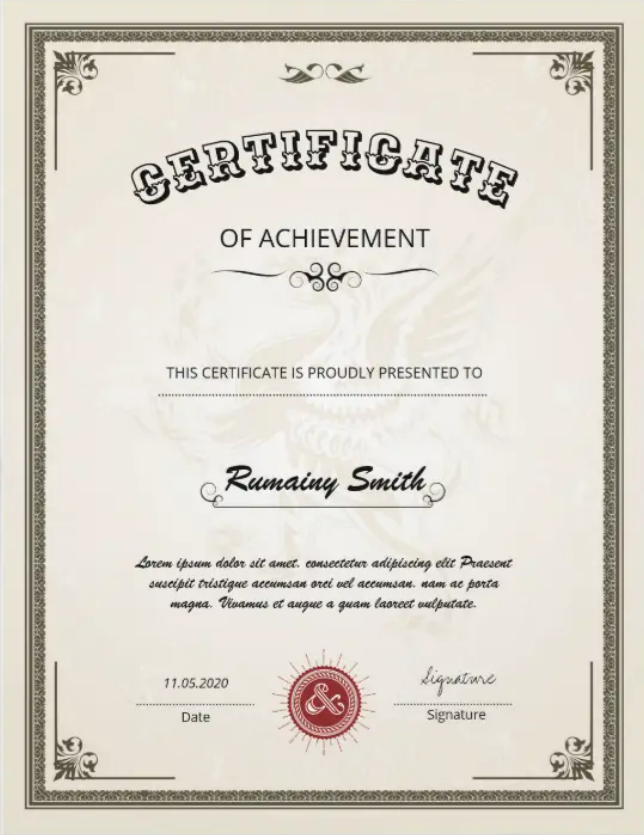 CERTIFICATE
OF ACHIEVEMENT
THIS CERTIFICATE IS PROUDLY PRESENTED TO
Rumainy Smith
Lorem ipsum dolor sit amet. consectetur adipiscing elit Praesent
suscipit tristique accumsan orci vel accumsan. nam ac porta
magna. Vivamus et augue a quam laoreet vulputate.
11.05.2020
Date
&
Signature
Signature